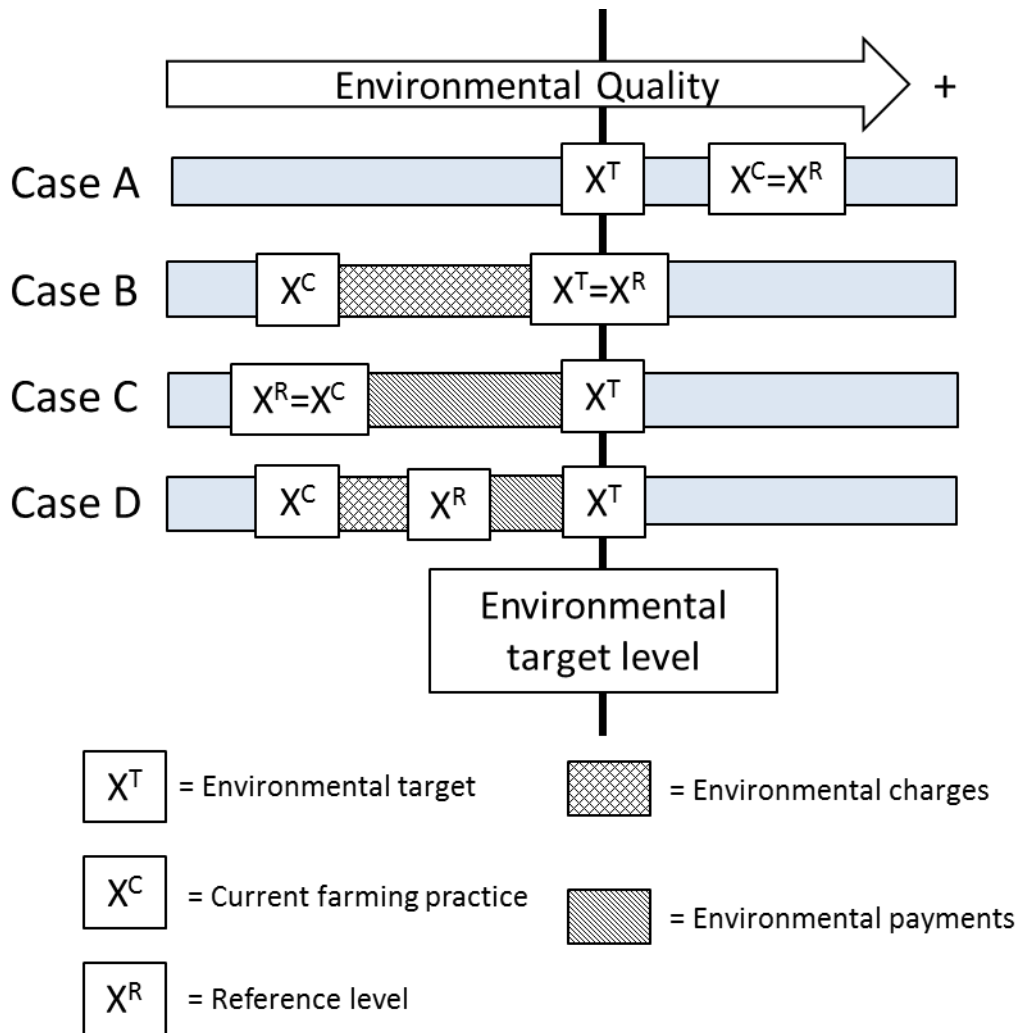 Environmental Quality +
Case A X^T X^C=X^R
Case B X^C X^T=X^R
Case C X^R=X^C X^T
Case D X^C X^R X^T
Environmental
target level
X^T = Environmental target
= Environmental charges
X^C = Current farming practice
= Environmental payments
X^R = Reference level